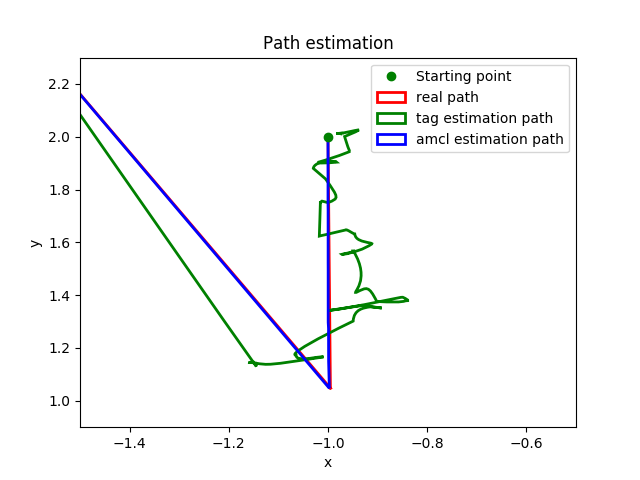 Path estimation
Starting point
real path
tag estimation path
amcl estimation path
2.2
2.0
1.8
1.6
1.4
1.2
1.0
y
−1.4
−1.2
−1.0
−0.8
−0.6
x